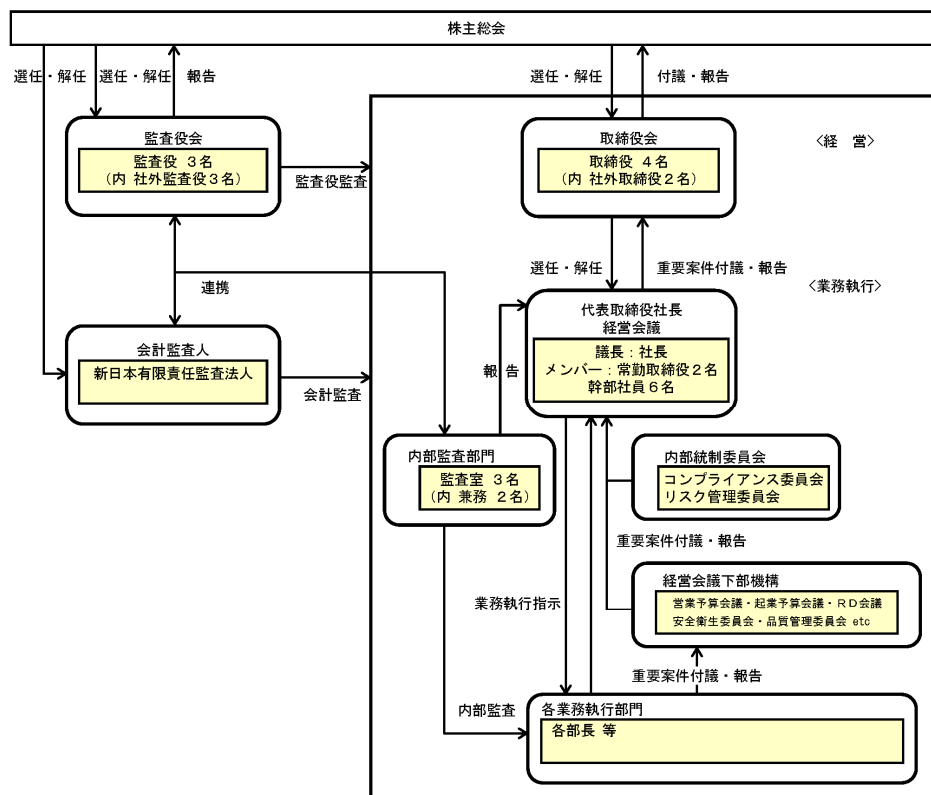 株主総会
選任・解任
選任・解任
報告
選任・解任
付議・報告
監査役会
監査役 3名
(内 社外監査役3名)
監査役監査
取締役会
取締役 4名
(内 社外取締役2名)
<経 営>
連携
選任・解任
重要案件付議・報告
<業務執行>
会計監査人
新日本有限責任監査法人
会計監査
報告
代表取締役社長
経営会議
議長:社長
メンバー:常勤取締役2名
幹部社員6名
内部監査部門
監査室 3名
(内 兼務 2名)
内部統制委員会
コンプライアンス委員会
リスク管理委員会
重要案件付議・報告
業務執行指示
経営会議下部機構
営業予算会議・起業予算会議・RD会議
安全衛生委員会・品質管理委員会 etc
重要案件付議・報告
内部監査
各業務執行部門
各部長 等